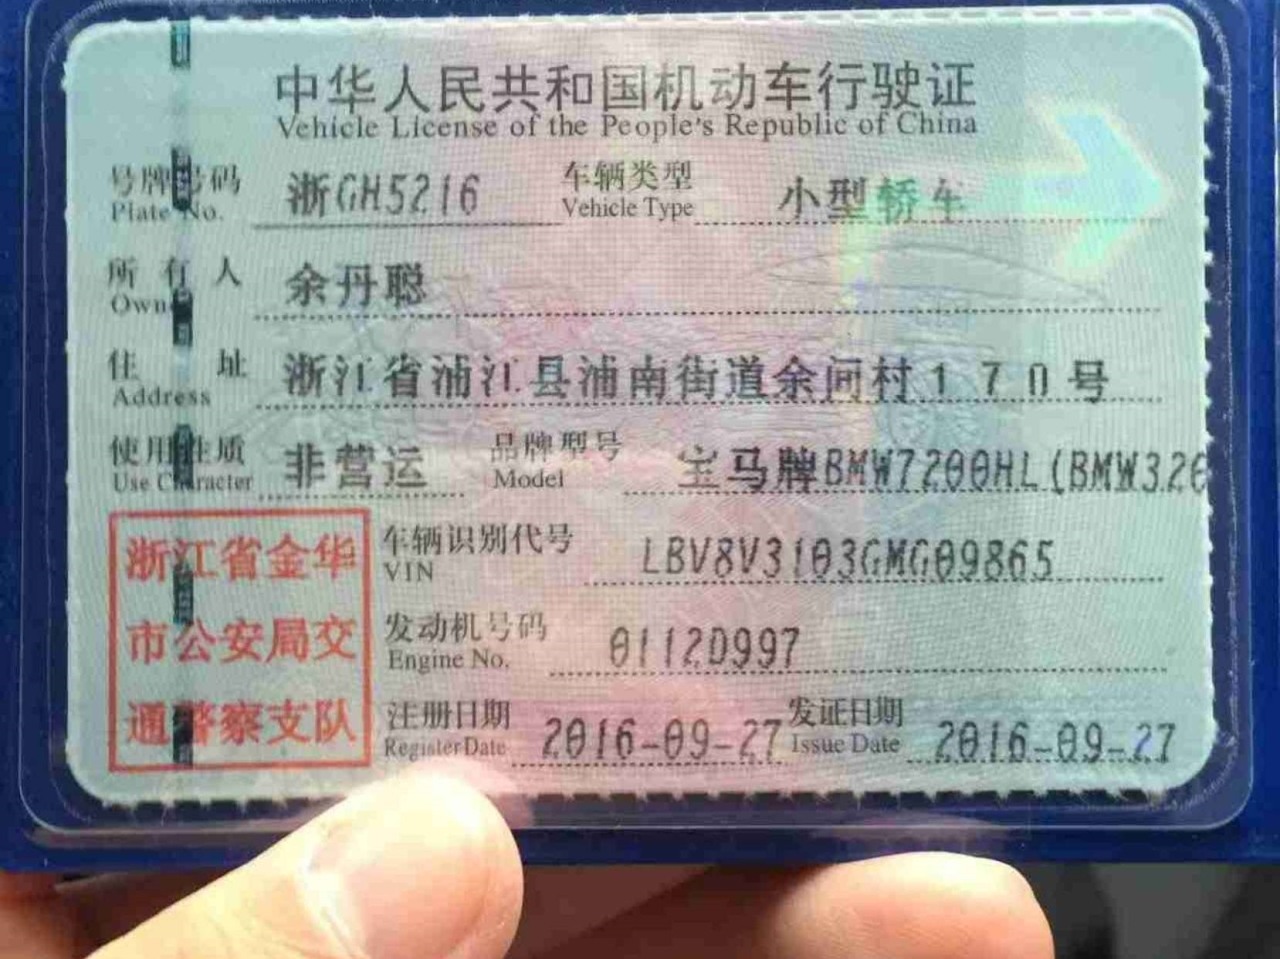 中华人民共和国机动车行驶证
Vehicle License of the People's Republic of China
号牌号码 浙GH5216 车辆类型 小型轿车
Plate No. Vehicle Type
所有人 余丹聪
Owner
住址 浙江省浦江县浦南街道余间村170号
Address
使用性质 非营运 品牌型号 宝马牌BMW7200HL(BMW320
Use Character Model
浙江省金华
市公安局交
通警察支队
车辆识别代号 LBV8V3103GMG09865
VIN
发动机号码 0112D997
Engine No.
注册日期 2016-09-27 发证日期 2016-09-27
Register Date Issue Date